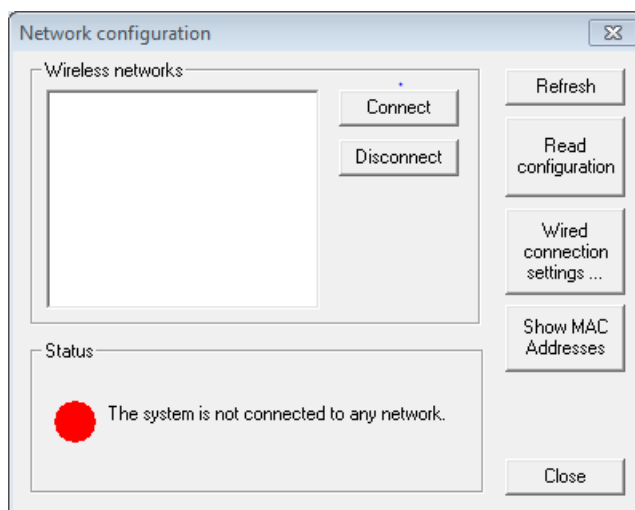 Network configuration
Wireless networks
Connect
Disconnect
Refresh
Read
configuration
Wired
connection
settings ...
Show MAC
Addresses
Status
The system is not connected to any network.
Close